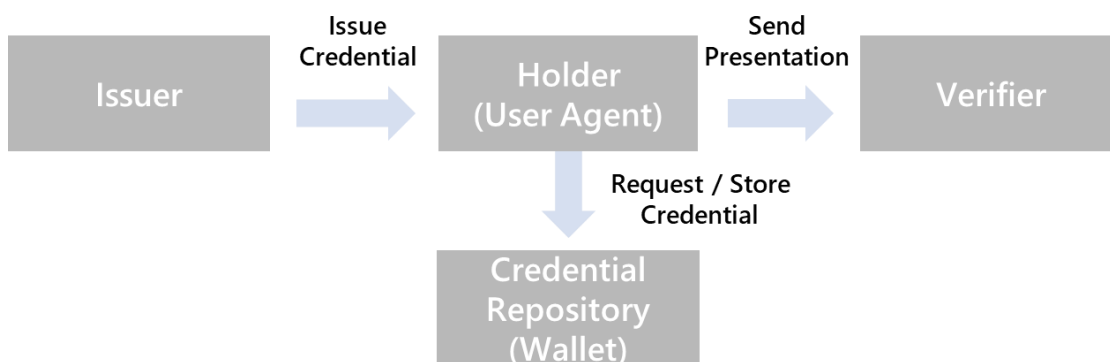 Issue
Credential
Send
Presentation
Issuer
Holder
(User Agent)
Verifier
Request / Store
Credential
Credential
Repository
(Wallet)